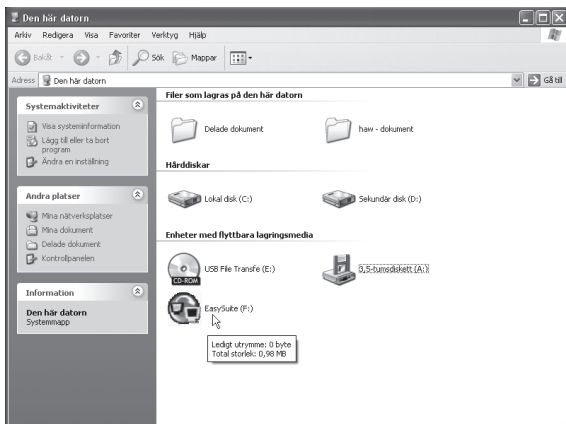 Den här datorn
Arkiv Redigera Visa Favoriter Verktyg Hjälp
Bakåt Sök Mappar
Adress Den här datorn Gå till
Systemaktiviteter
Visa systeminformation
Lägg till eller ta bort
program
Ändra en inställning
Andra platser
Mina nätverksplatser
Mina dokument
Delade dokument
Kontrollpanelen
Information
Den här datorn
Systemmapp
Filer som lagras på den här datorn
Delade dokument haw - dokument
Hårddiskar
Lokal disk (C:) Sekundär disk (D:)
Enheter med flyttbara lagringsmedia
CD-ROM
USB File Transfe (E:) 3,5-tumsdiskett (A:)
EasySuite (F:)
Ledigt utrymme: 0 byte
Total storlek: 0,98 MB